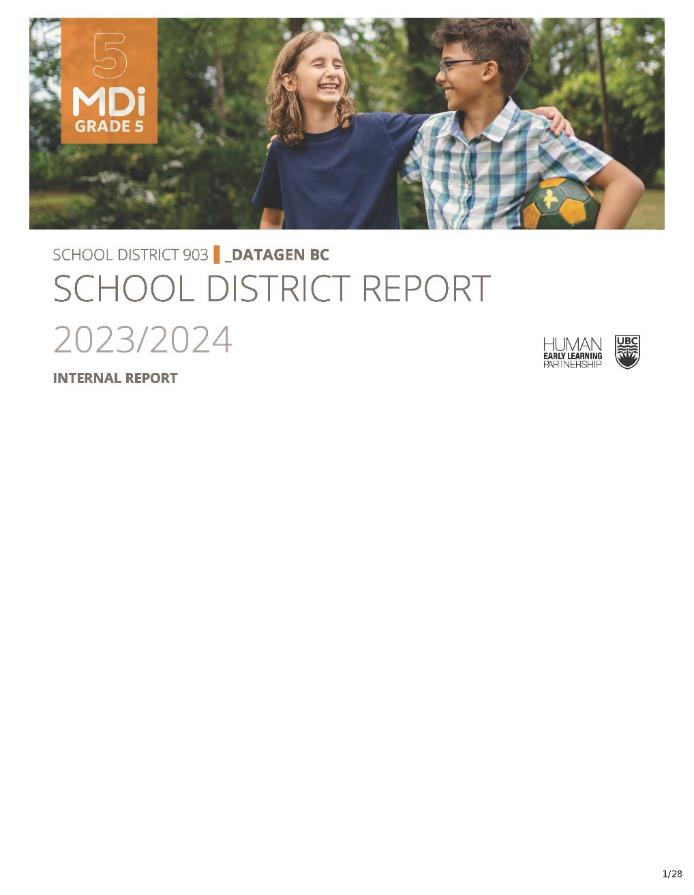 5
MDi
GRADE 5
SCHOOL DISTRICT 903 _DATAGEN BC
SCHOOL DISTRICT REPORT
2023/2024
INTERNAL REPORT
HUMAN
EARLY LEARNING
PARTNERSHIP
UBC
1/28